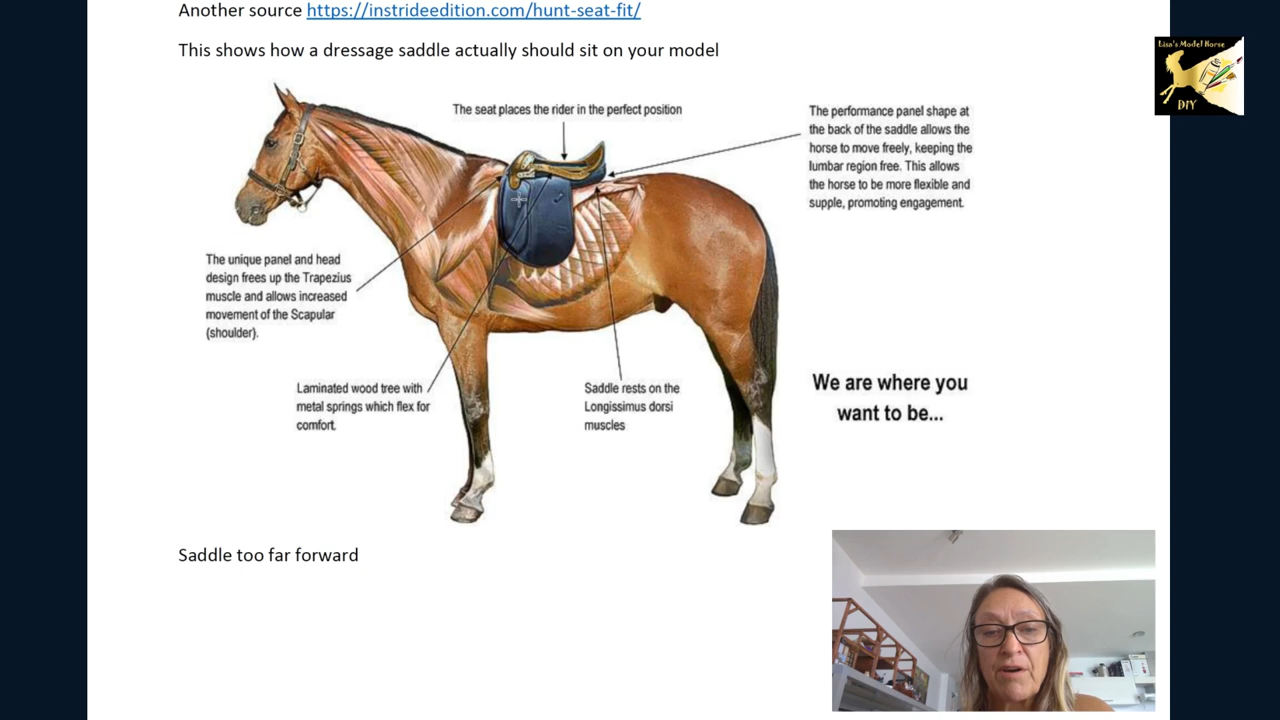 Another source https://instrideedition.com/hunt-seat-fit/
This shows how a dressage saddle actually should sit on your model
Lisa's Model Horse
DIY
The seat places the rider in the perfect position
The performance panel shape at
the back of the saddle allows the
horse to move freely, keeping the
lumbar region free. This allows
the horse to be more flexible and
supple, promoting engagement.
The unique panel and head
design frees up the Trapezius
muscle and allows increased
movement of the Scapular
(shoulder).
Laminated wood tree with
metal springs which flex for
comfort.
Saddle rests on the
Longissimus dorsi
muscles
We are where you
want to be...
Saddle too far forward